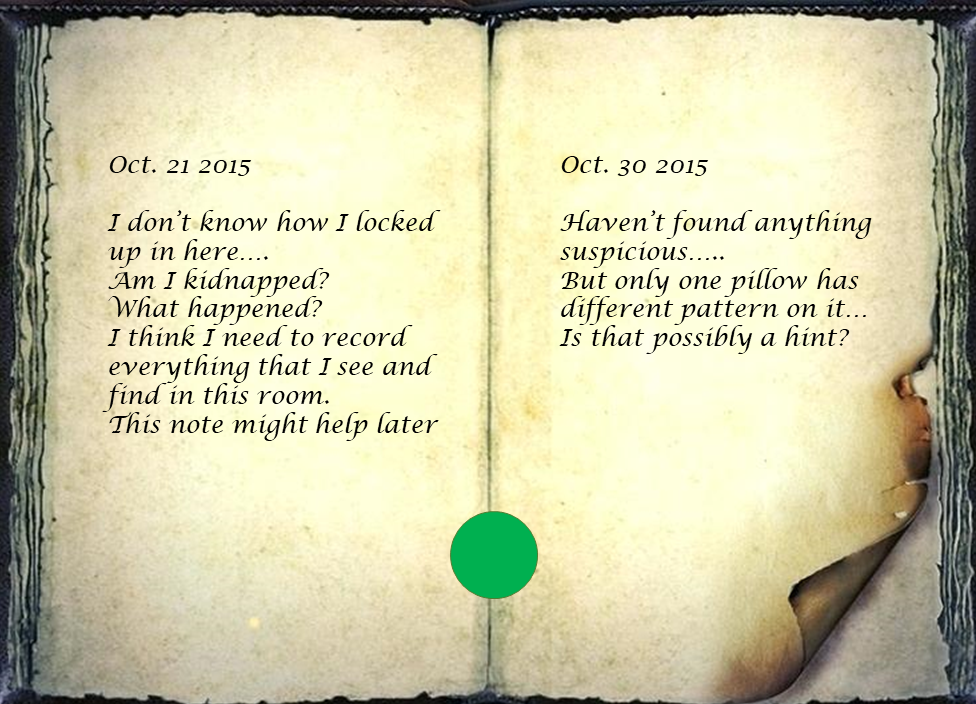 Oct. 21 2015
I don't know how I locked
up in here....
Am I kidnapped?
What happened?
I think I need to record
everything that I see and
find in this room.
This note might help later
Oct. 30 2015
Haven't found anything
suspicious.....
But only one pillow has
different pattern on it...
Is that possibly a hint?